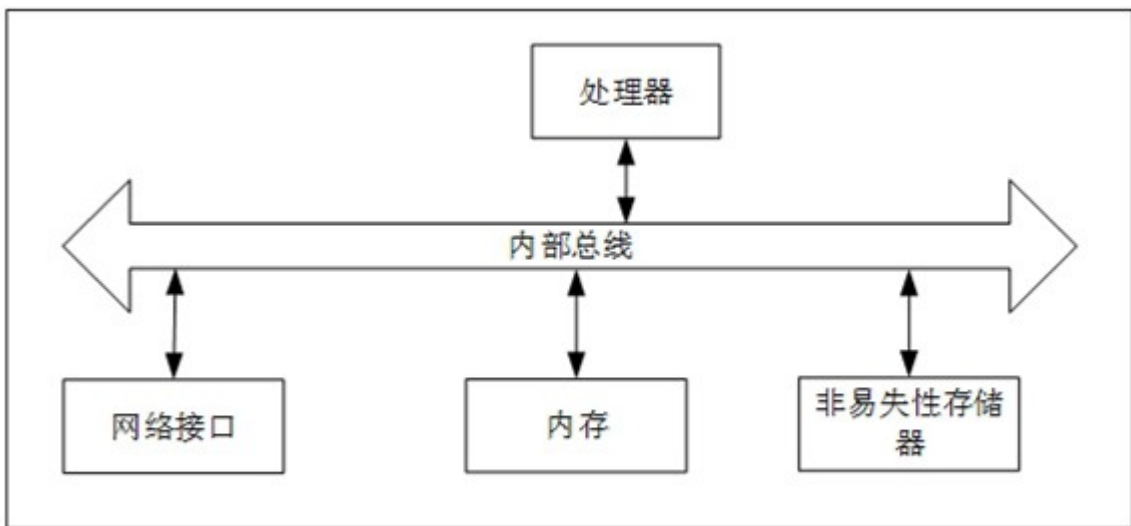 处理器
内部总线
网络接口
内存
非易失性存储
器